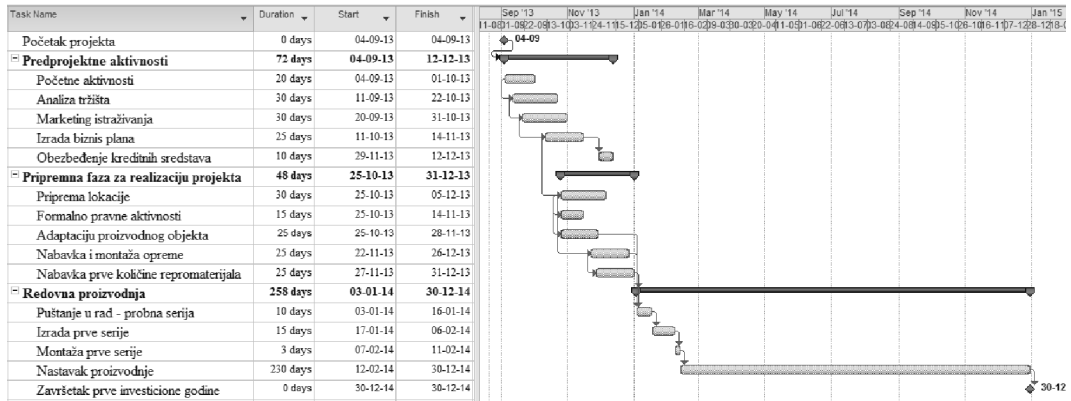 Task Name Duration Start Finish Sep '13 Nov '13 Jan '14 Mar '14 May '14 Jul '14 Sep '14 Nov '14 Jan '15
Početak projekta 0 days 04-09-13 04-09-13 04-09
Predprojektne aktivnosti 72 days 04-09-13 12-12-13
Početne aktivnosti 20 days 04-09-13 01-10-13
Analiza tržišta 30 days 11-09-13 22-10-13
Marketing istraživanja 30 days 20-09-13 31-10-13
Izrada biznis plana 25 days 11-10-13 14-11-13
Obezbeđenje kreditnih sredstava 10 days 29-11-13 12-12-13
Pripremna faza za realizaciju projekta 48 days 25-10-13 31-12-13
Priprema lokacije 30 days 25-10-13 05-12-13
Formalno pravne aktivnosti 15 days 25-10-13 14-11-13
Adaptaciju proizvodnog objekta 25 days 25-10-13 28-11-13
Nabavka i montaža opreme 25 days 22-11-13 26-12-13
Nabavka prve količine repromaterijala 25 days 27-11-13 31-12-13
Redovna proizvodnja 258 days 03-01-14 30-12-14
Puštanje u rad - probna serija 10 days 03-01-14 16-01-14
Izrada prve serije 15 days 17-01-14 06-02-14
Montaža prve serije 3 days 07-02-14 11-02-14
Nastavak proizvodnje 230 days 12-02-14 30-12-14
Završetak prve investicione godine 0 days 30-12-14 30-12-14 30-12